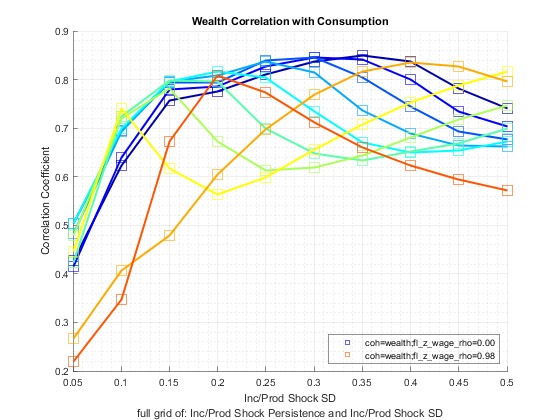 Wealth Correlation with Consumption
0.9
0.8
0.7
0.6
0.5
0.4
0.3
0.2
Correlation Coefficient
coh=wealth;fl_z_wage_rho=0.00
coh=wealth;fl_z_wage_rho=0.98
0.05 0.1 0.15 0.2 0.25 0.3 0.35 0.4 0.45 0.5
Inc/Prod Shock SD
full grid of: Inc/Prod Shock Persistence and Inc/Prod Shock SD